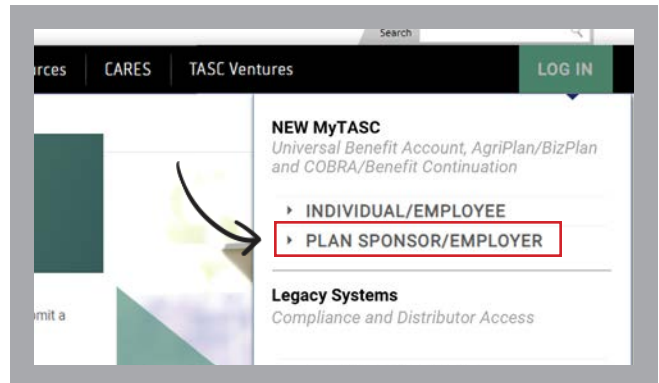 Search
urces CARES TASC Ventures LOG IN
NEW MyTASC
Universal Benefit Account, AgriPlan/BizPlan
and COBRA/Benefit Continuation
INDIVIDUAL/EMPLOYEE
PLAN SPONSOR/EMPLOYER
Legacy Systems
Compliance and Distributor Access
mit a